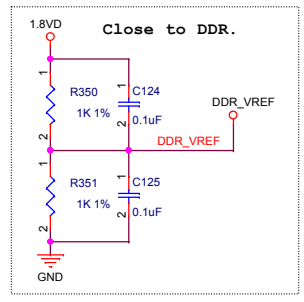 1.8VD
Close to DDR.
1
R350
1K 1%
2
1
C124
2
0.1uF
DDR_VREF
DDR_VREF
1
R351
1K 1%
2
1
C125
2
0.1uF
GND